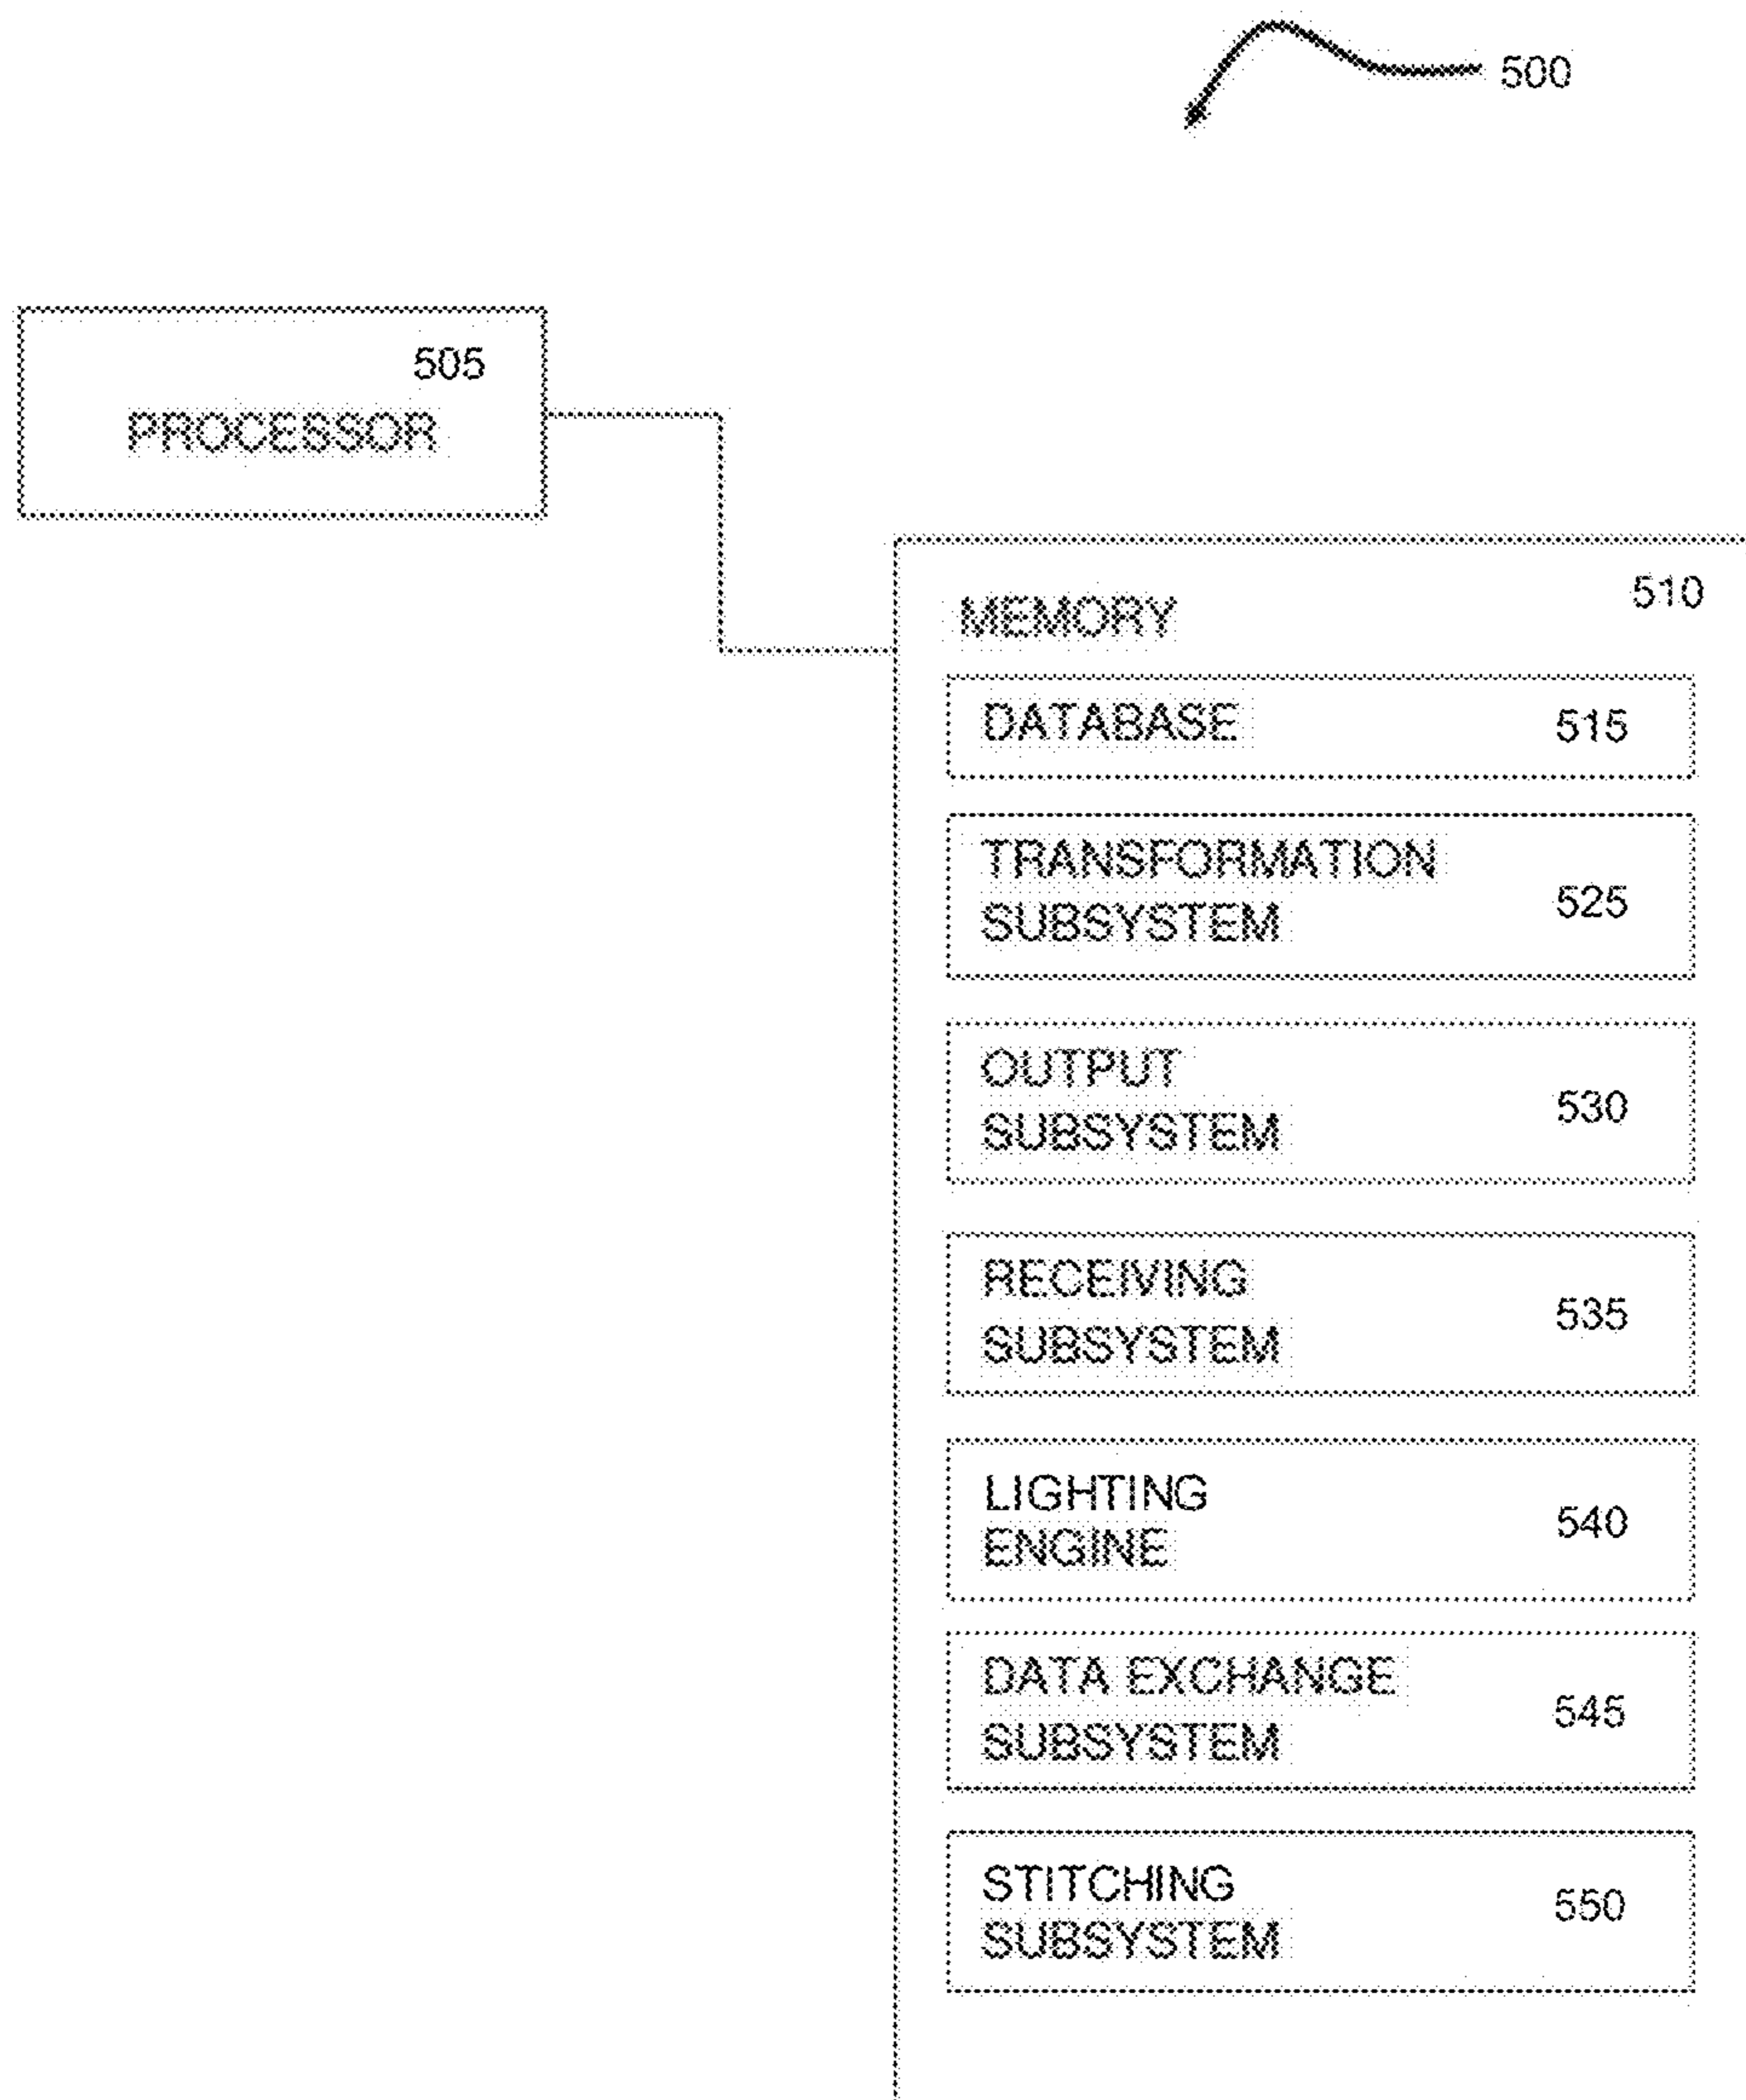 500
505
PROCESSOR
510
MEMORY
DATABASE 515
TRANSFORMATION
SUBSYSTEM
525
OUTPUT
SUBSYSTEM
530
RECEIVING
SUBSYSTEM
535
LIGHTING
ENGINE
540
DATA EXCHANGE
SUBSYSTEM
545
STITCHING
SUBSYSTEM
550